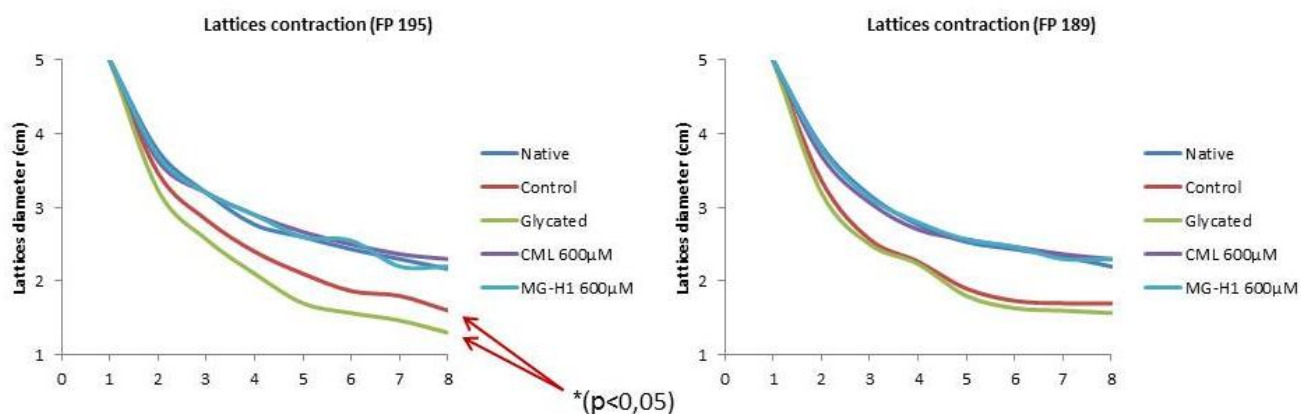 Lattices contraction (FP 195)
5
4
3
2
1
Lattices diameter (cm)
0 1 2 3 4 5 6 7 8
Native
Control
Glycated
CML 600µM
MG-H1 600µM
*(p<0,05)
Lattices contraction (FP 189)
5
4
3
2
1
Lattices diameter (cm)
0 1 2 3 4 5 6 7 8
Native
Control
Glycated
CML 600µM
MG-H1 600µM